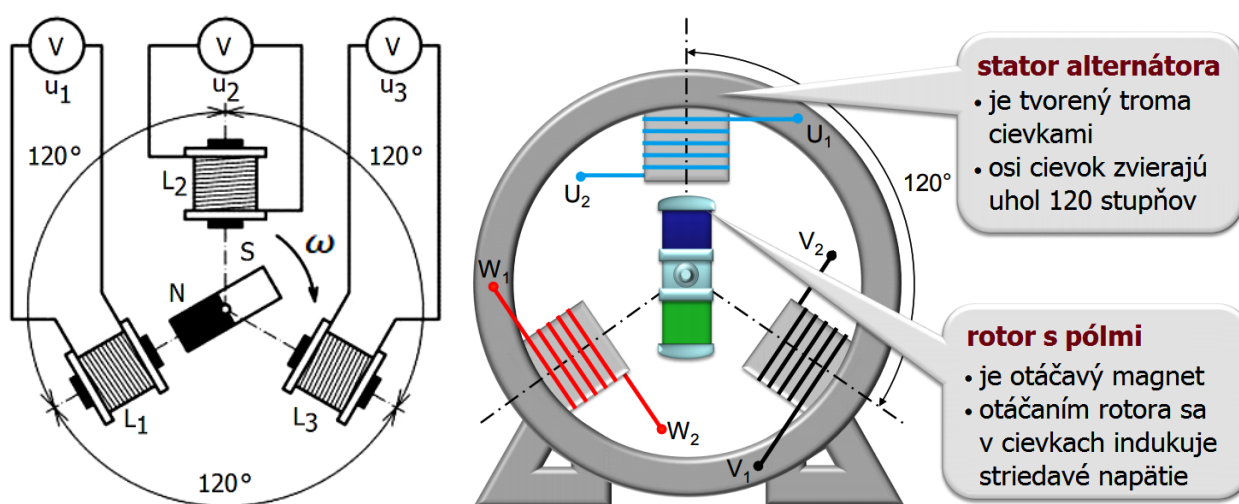 V
V
V
u1
u2
u3
120°
120°
L2
ω
S
N
L1
L3
120°
U1
U2
120°
V2
W1
W2
V1
stator alternátora
• je tvorený troma
cievkami
• osi cievok zvierajú
uhol 120 stupňov
rotor s pólmi
• je otáčavý magnet
• otáčaním rotora sa
v cievkach indukuje
striedavé napätie